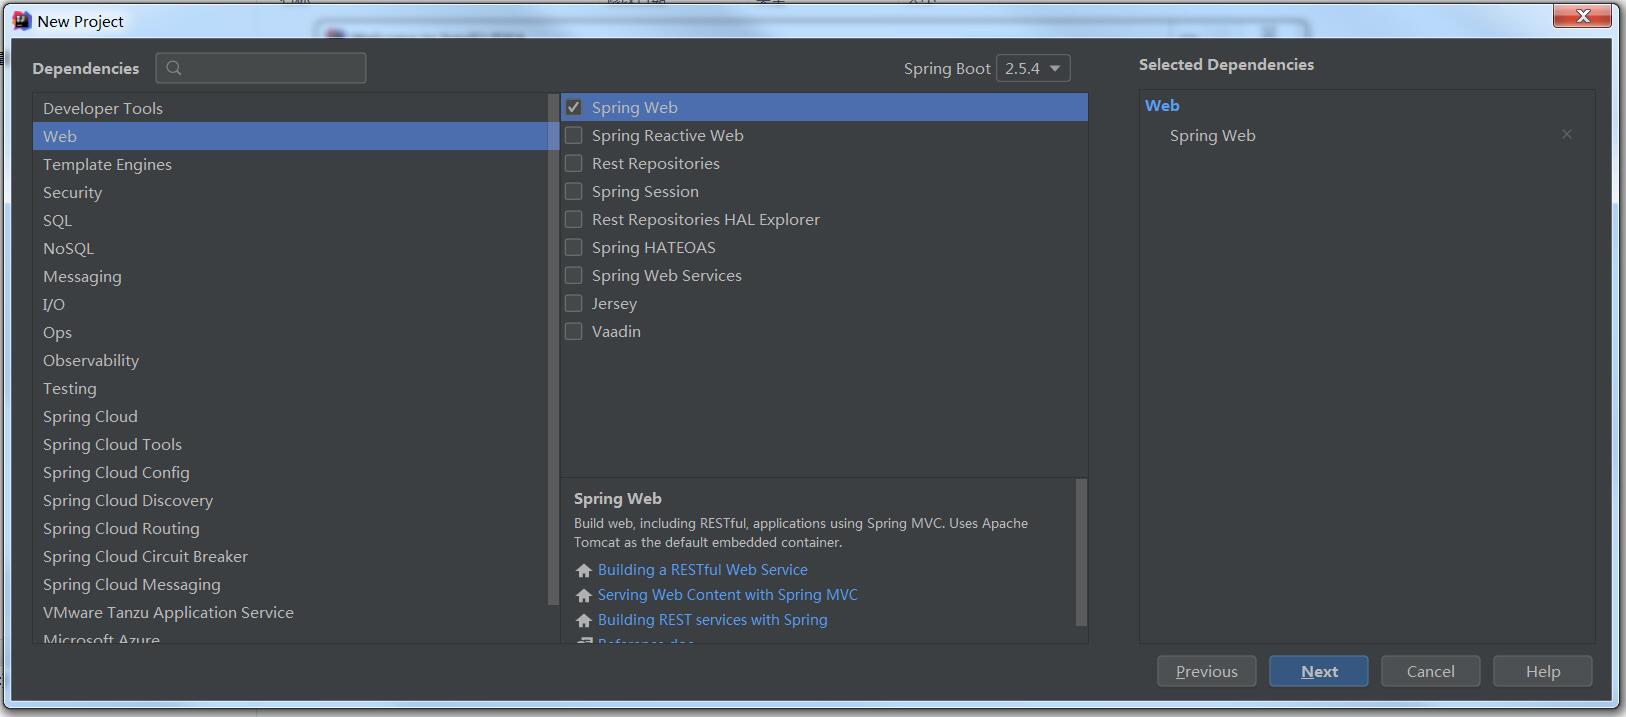 New Project
Dependencies
Spring Boot 2.5.4
Selected Dependencies
Developer Tools
Web
Template Engines
Security
SQL
NoSQL
Messaging
I/O
Ops
Observability
Testing
Spring Cloud
Spring Cloud Tools
Spring Cloud Config
Spring Cloud Discovery
Spring Cloud Routing
Spring Cloud Circuit Breaker
Spring Cloud Messaging
VMware Tanzu Application Service
Microsoft Azure
Spring Web
Spring Reactive Web
Rest Repositories
Spring Session
Rest Repositories HAL Explorer
Spring HATEOAS
Spring Web Services
Jersey
Vaadin
Spring Web
Build web, including RESTful, applications using Spring MVC. Uses Apache
Tomcat as the default embedded container.
Building a RESTful Web Service
Serving Web Content with Spring MVC
Building REST services with Spring
Reference doc
Web
Spring Web
Previous
Next
Cancel
Help